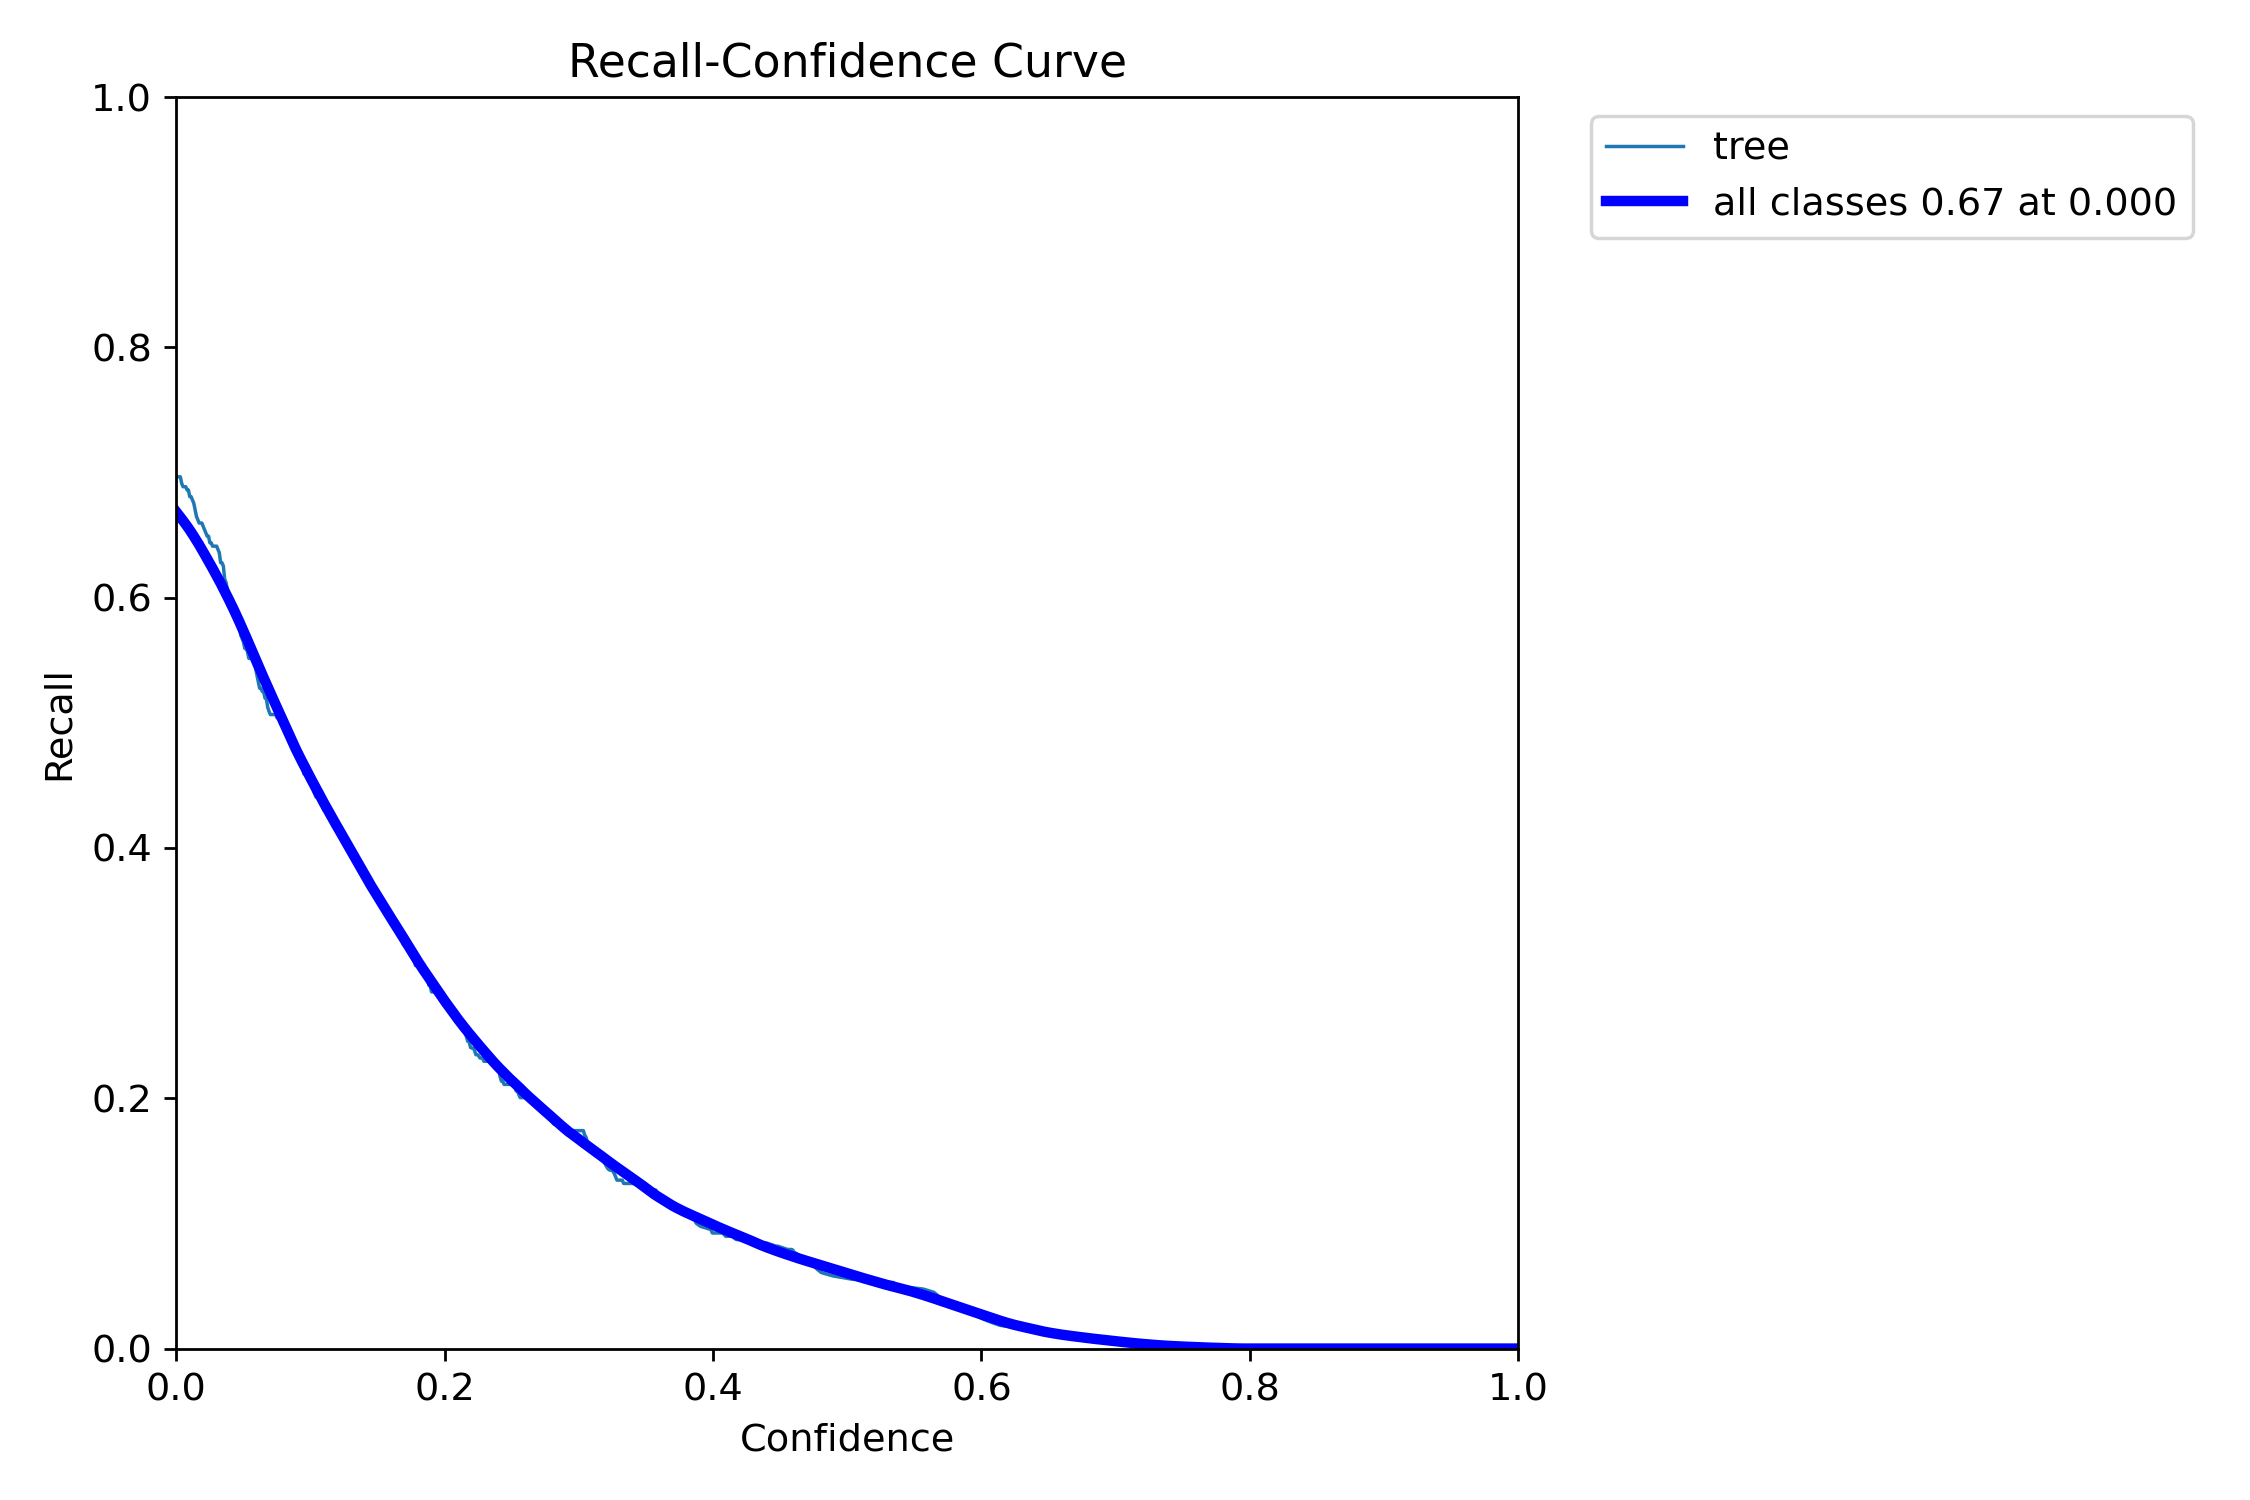 Recall-Confidence Curve
1.0
0.8
0.6
0.4
0.2
0.0
Recall
0.0 0.2 0.4 0.6 0.8 1.0
Confidence
tree
all classes 0.67 at 0.000